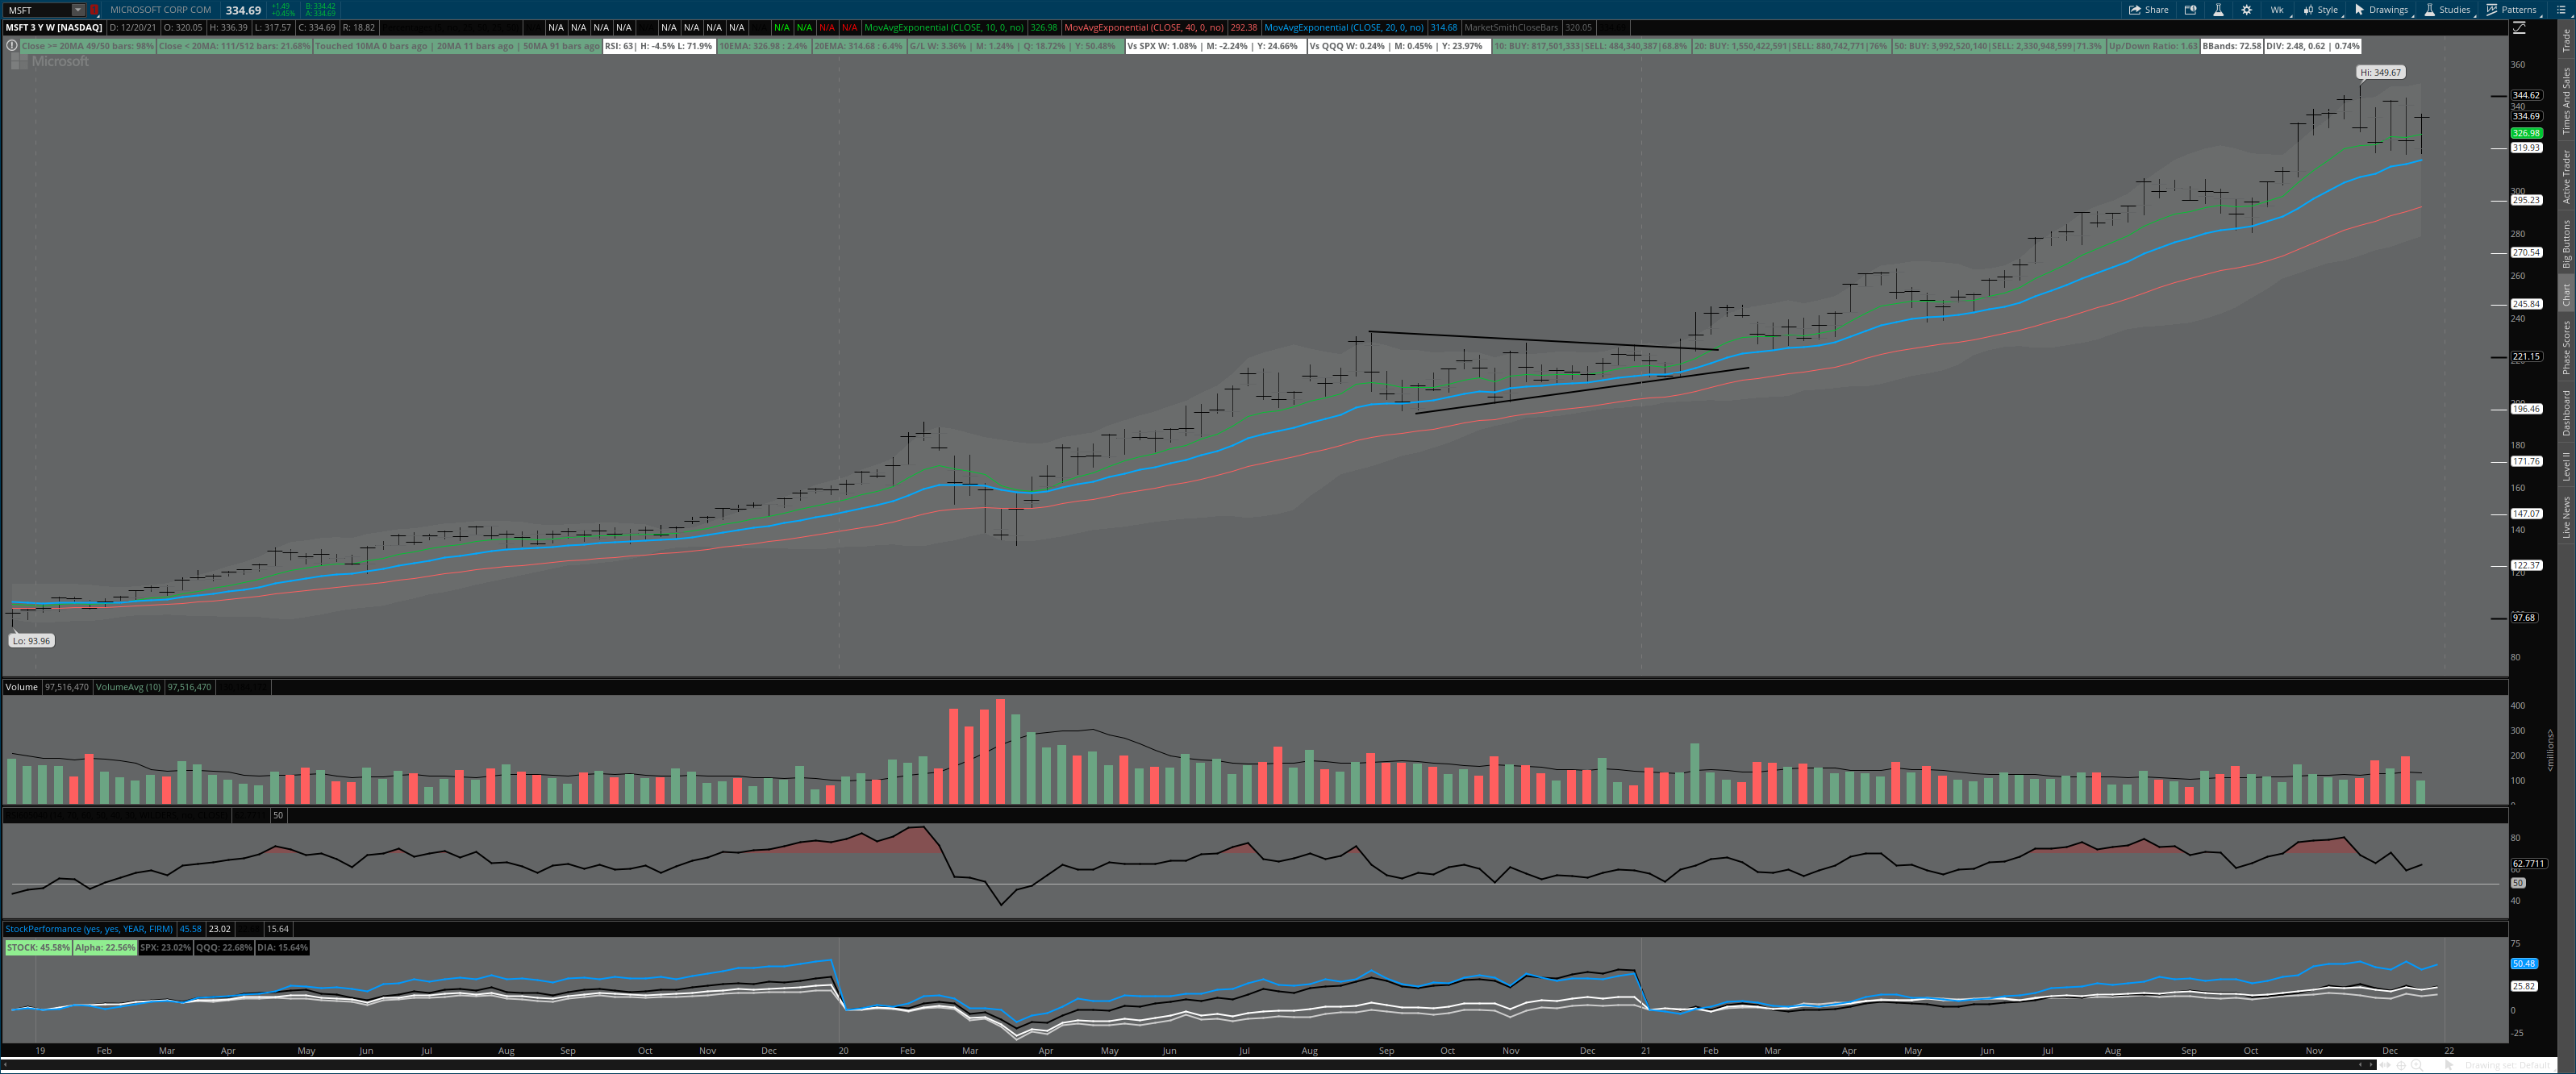 MSFT MICROSOFT CORP COM 334.69 +1.49 +0.45% B: 334.42 A: 334.69 Share Wk Style Drawings Studies Patterns
MSFT 3 Y W [NASDAQ] D: 12/20/21 O: 320.05 H: 336.39 L: 317.57 C: 334.69 R: 18.82 N/A N/A N/A N/A N/A N/A N/A N/A N/A N/A N/A MovAvgExponential (CLOSE, 10, 0, no) 326.98 MovAvgExponential (CLOSE, 40, 0, no) 292.38 MovAvgExponential (CLOSE, 20, 0, no) 314.68 MarketSmithCloseBars 320.05
Close >= 20MA 49/50 bars: 98% Close < 20MA: 111/512 bars: 21.68% Touched 10MA 0 bars ago | 20MA 11 bars ago | 50MA 91 bars ago RSI: 63 | H: -4.5% L: 71.9% 10EMA: 326.98 : 2.4% 20EMA: 314.68 : 6.4% G/L W: 3.36% | M: 1.24% | Q: 18.72% | Y: 50.48% Vs SPX W: 1.08% | M: -2.24% | Y: 24.66% Vs QQQ W: 0.24% | M: 0.45% | Y: 23.97% 10: BUY: 817,501,333|SELL: 484,340,387|68.8% 20: BUY: 1,550,422,591|SELL: 880,742,771|76% 50: BUY: 3,992,520,140|SELL: 2,330,948,599|71.3% Up/Down Ratio: 1.63 BBands: 72.58 DIV: 2.48, 0.62 | 0.74%
Microsoft
Hi: 349.67
Lo: 93.96
360
344.62
340
334.69
326.98
319.93
300
295.23
280
270.54
260
245.84
240
221.15
196.46
180
171.76
160
147.07
140
122.37
120
97.68
80
Volume 97,516,470 VolumeAvg (10) 97,516,470
400
300
200
100
<millions>
50
80
62.7711
60
50
40
StockPerformance (yes, yes, YEAR, FIRM) 45.58 23.02 15.64
STOCK: 45.58% Alpha: 22.56% SPX: 23.02% QQQ: 22.68% DIA: 15.64%
75
50.48
25.82
0
-25
19 Feb Mar Apr May Jun Jul Aug Sep Oct Nov Dec 20 Feb Mar Apr May Jun Jul Aug Sep Oct Nov Dec 21 Feb Mar Apr May Jun Jul Aug Sep Oct Nov Dec 22
Drawing set: Default
Trade
Times And Sales
Active Trader
Big Buttons
Chart
Phase Scores
Dashboard
Level II
Live News